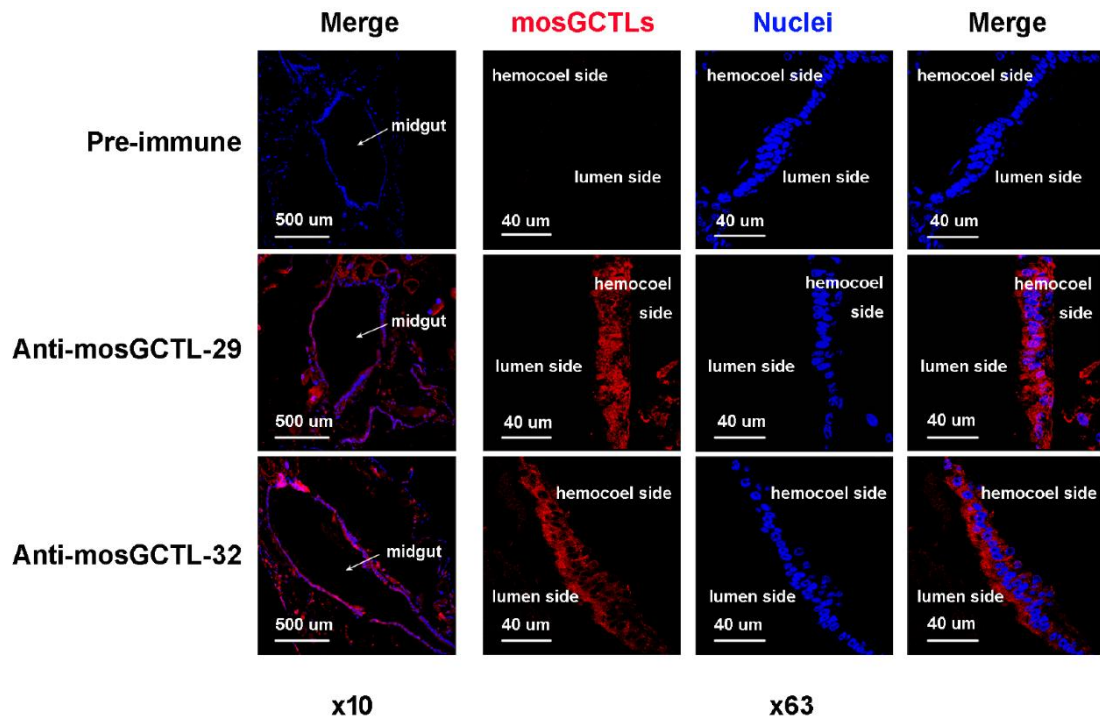 Merge mosGCTLs Nuclei Merge
Pre-immune
midgut
500 um
hemocoel side
lumen side
40 um
hemocoel side
lumen side
40 um
hemocoel side
lumen side
40 um
Anti-mosGCTL-29
midgut
500 um
hemocoel
side
lumen side
40 um
hemocoel
side
lumen side
40 um
hemocoel
side
lumen side
40 um
Anti-mosGCTL-32
midgut
500 um
hemocoel side
lumen side
40 um
hemocoel side
lumen side
40 um
hemocoel side
lumen side
40 um
x10 x63